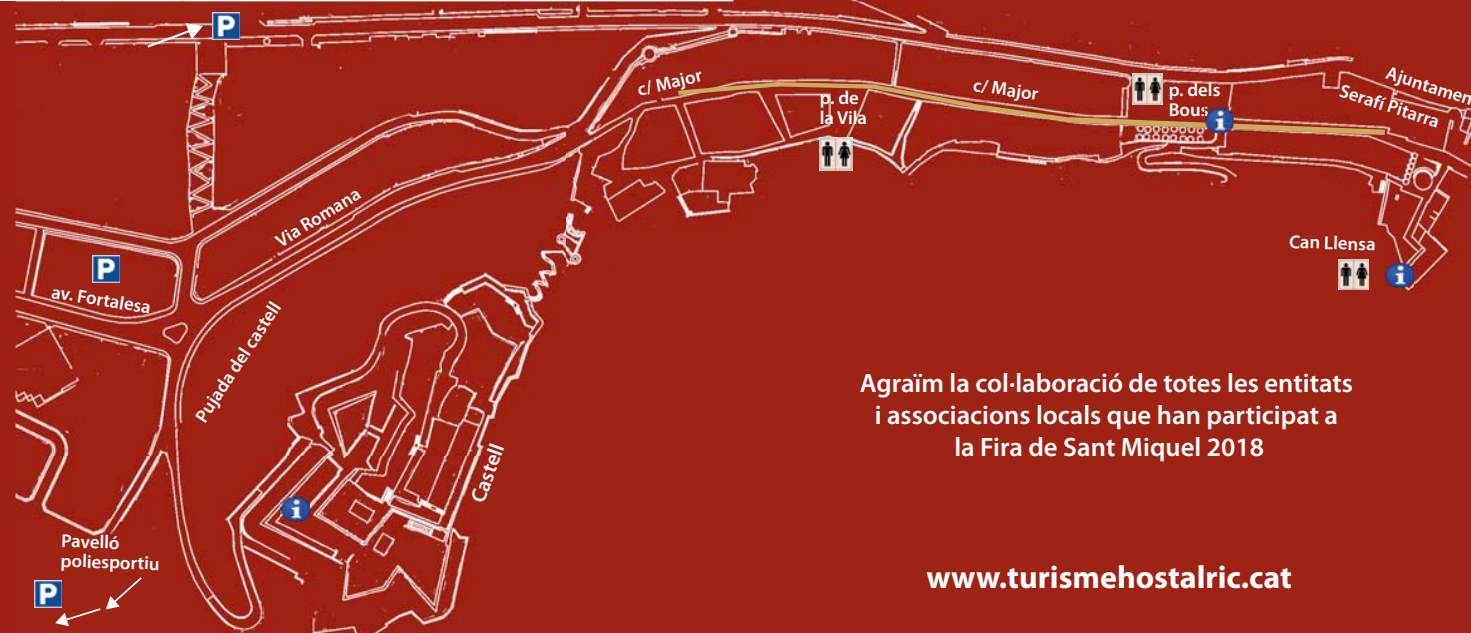 P
c/ Major
p. de
la Vila
c/ Major
p. dels
Bous
i
Ajuntamen
Serafí Pitarra
Via Romana
P
av. Fortalesa
Can Llensa
i
Pujada del castell
Castell
i
Agraïm la col·laboració de totes les entitats
i associacions locals que han participat a
la Fira de Sant Miquel 2018
Pavelló
poliesportiu
P
www.turismehostalric.cat